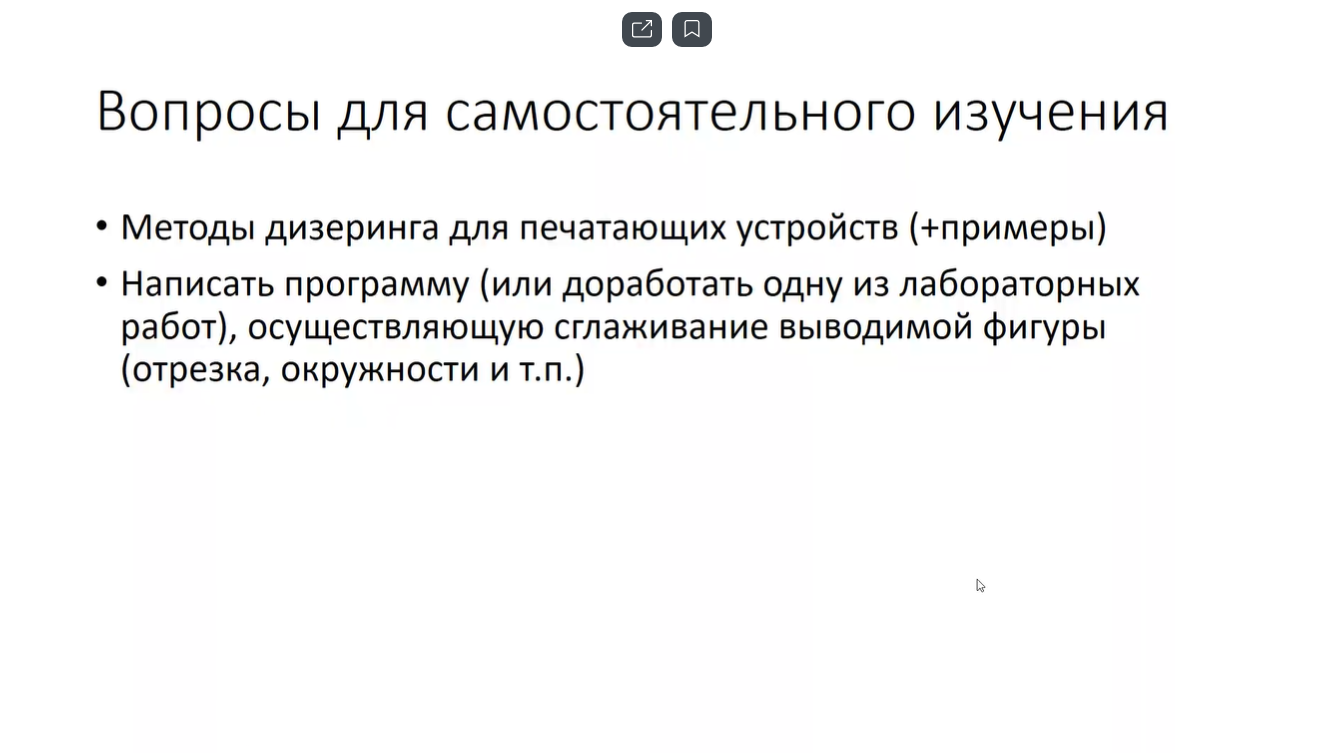 Вопросы для самостоятельного изучения
• Методы дизеринга для печатающих устройств (+примеры)
• Написать программу (или доработать одну из лабораторных
работ), осуществляющую сглаживание выводимой фигуры
(отрезка, окружности и т.п.)